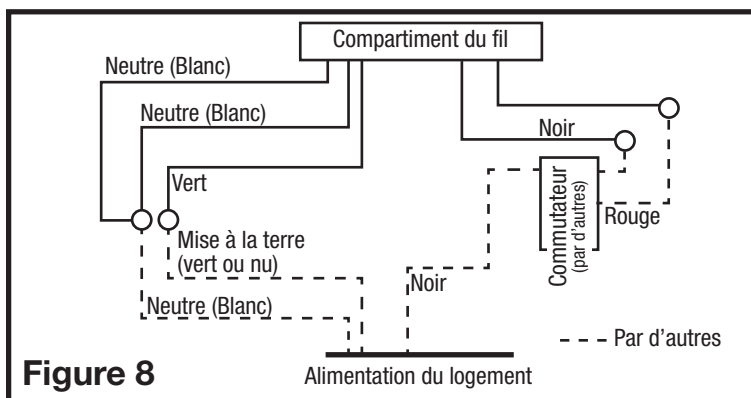 Compartiment du fil
Neutre (Blanc)
Neutre (Blanc)
Noir
Vert
Commutateur
(par d'autres)
Rouge
Mise à la terre
(vert ou nu)
Noir
Neutre (Blanc)
Par d'autres
Figure 8
Alimentation du logement